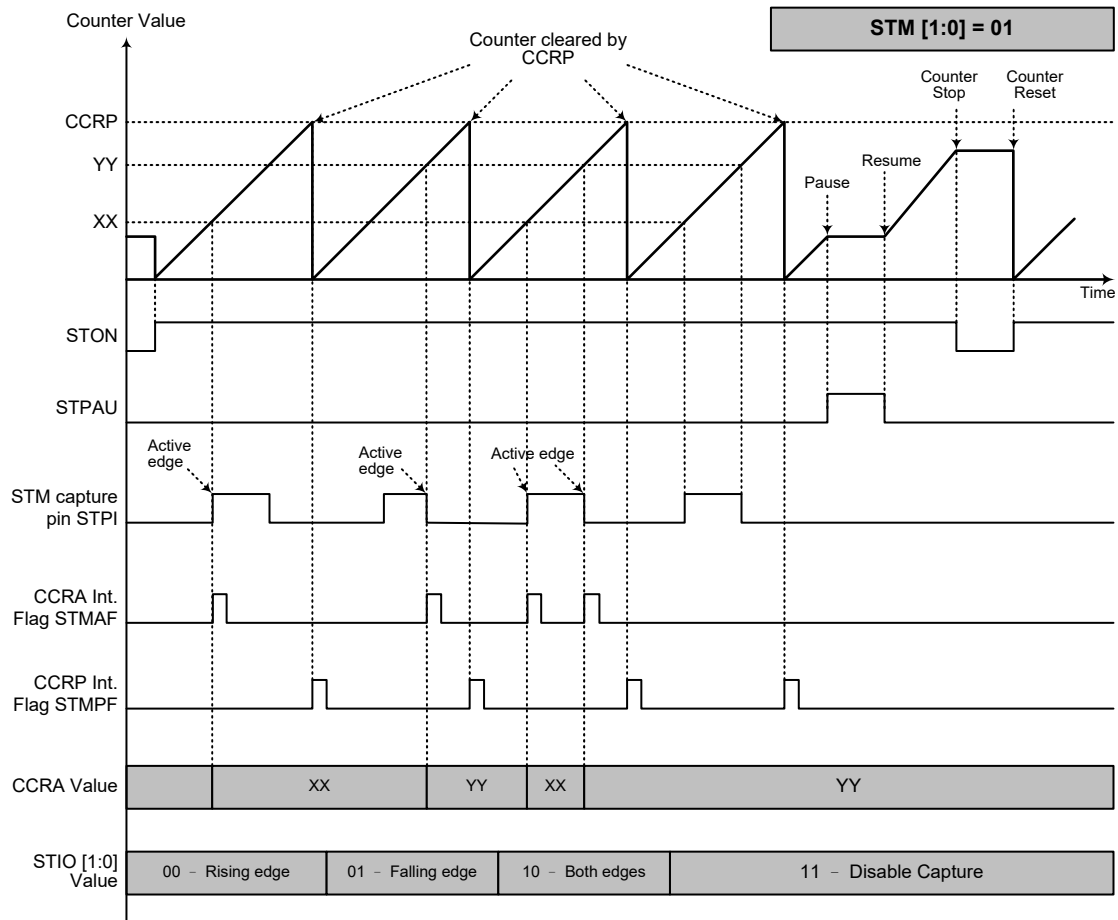 Counter Value
STM [1:0] = 01
Counter cleared by
CCRP
Counter
Stop
Counter
Reset
CCRP
YY
Resume
Pause
XX
Time
STON
STPAU
Active
edge
Active
edge
Active edge
STM capture
pin STPI
CCRA Int.
Flag STMAF
CCRP Int.
Flag STMPF
CCRA Value
XX
YY
XX
YY
STIO [1:0]
Value
00 – Rising edge
01 – Falling edge
10 – Both edges
11 – Disable Capture